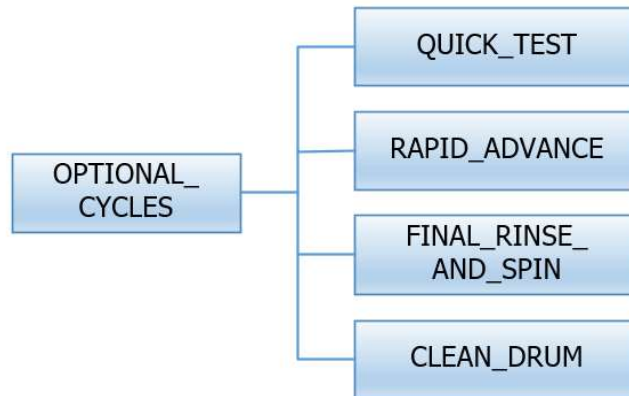 OPTIONAL_
CYCLES
QUICK_TEST
RAPID_ADVANCE
FINAL_RINSE_
AND_SPIN
CLEAN_DRUM